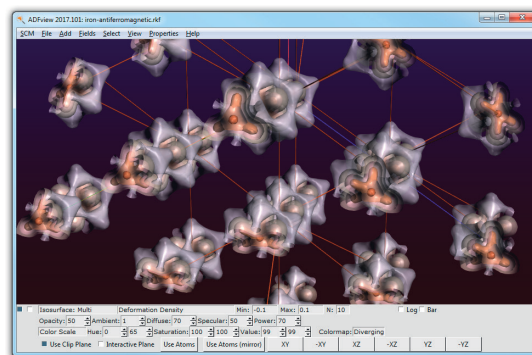 ADFview 2017.101: iron-antiferromagnetic.rkf
SCM File Add Fields Select View Properties Help
Isosurface: Multi Deformation Density Min: -0.1 Max: 0.1 N: 10 Log Bar
Opacity: 50 Ambient: 1 Diffuse: 70 Specular: 50 Power: 70
Color Scale Hue: 0 65 Saturation: 100 100 Value: 99 99 Colormap: Diverging
Use Clip Plane Interactive Plane Use Atoms Use Atoms (mirror) XY -XY XZ -XZ YZ -YZ